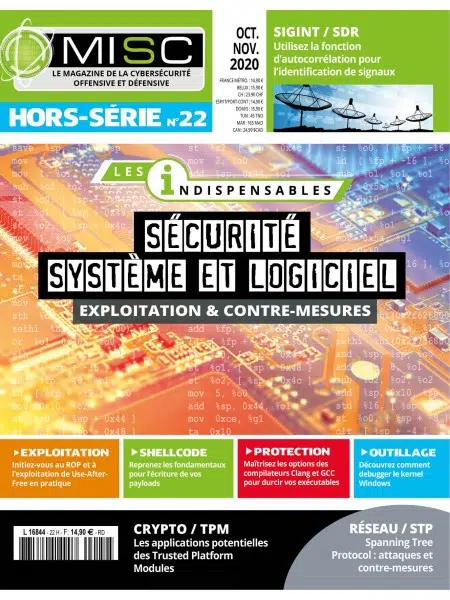 MISC
LE MAGAZINE DE LA CYBERSÉCURITÉ
OFFENSIVE ET DÉFENSIVE
HORS-SÉRIE N°22
OCT.
NOV.
2020
FRANCE MÉTRO. : 14,90 €
BELUX : 15,90 €
CH : 23,90 CHF
ESP/IT/PORT-CONT : 14,90 €
DOM/S : 15,90 €
TUN : 45 TND
MAR : 165 MAD
CAN : 24,99 $CAD
SIGINT / SDR
Utilisez la fonction
d'autocorrélation pour
l'identification de signaux
LES INDISPENSABLES
SÉCURITÉ
SYSTÈME ET LOGICIEL
EXPLOITATION & CONTRE-MESURES
EXPLOITATION
Initiez-vous au ROP et à
l'exploitation de Use-After-
Free en pratique
SHELLCODE
Reprenez les fondamentaux
pour l'écriture de vos
payloads
PROTECTION
Maîtrisez les options des
compilateurs Clang et GCC
pour durcir vos exécutables
OUTILLAGE
Découvrez comment
debugger le kernel
Windows
L 16844 - 22 H - F: 14,90 € - RD
CRYPTO / TPM
Les applications potentielles
des Trusted Platform
Modules
RÉSEAU / STP
Spanning Tree
Protocol : attaques et
contre-mesures